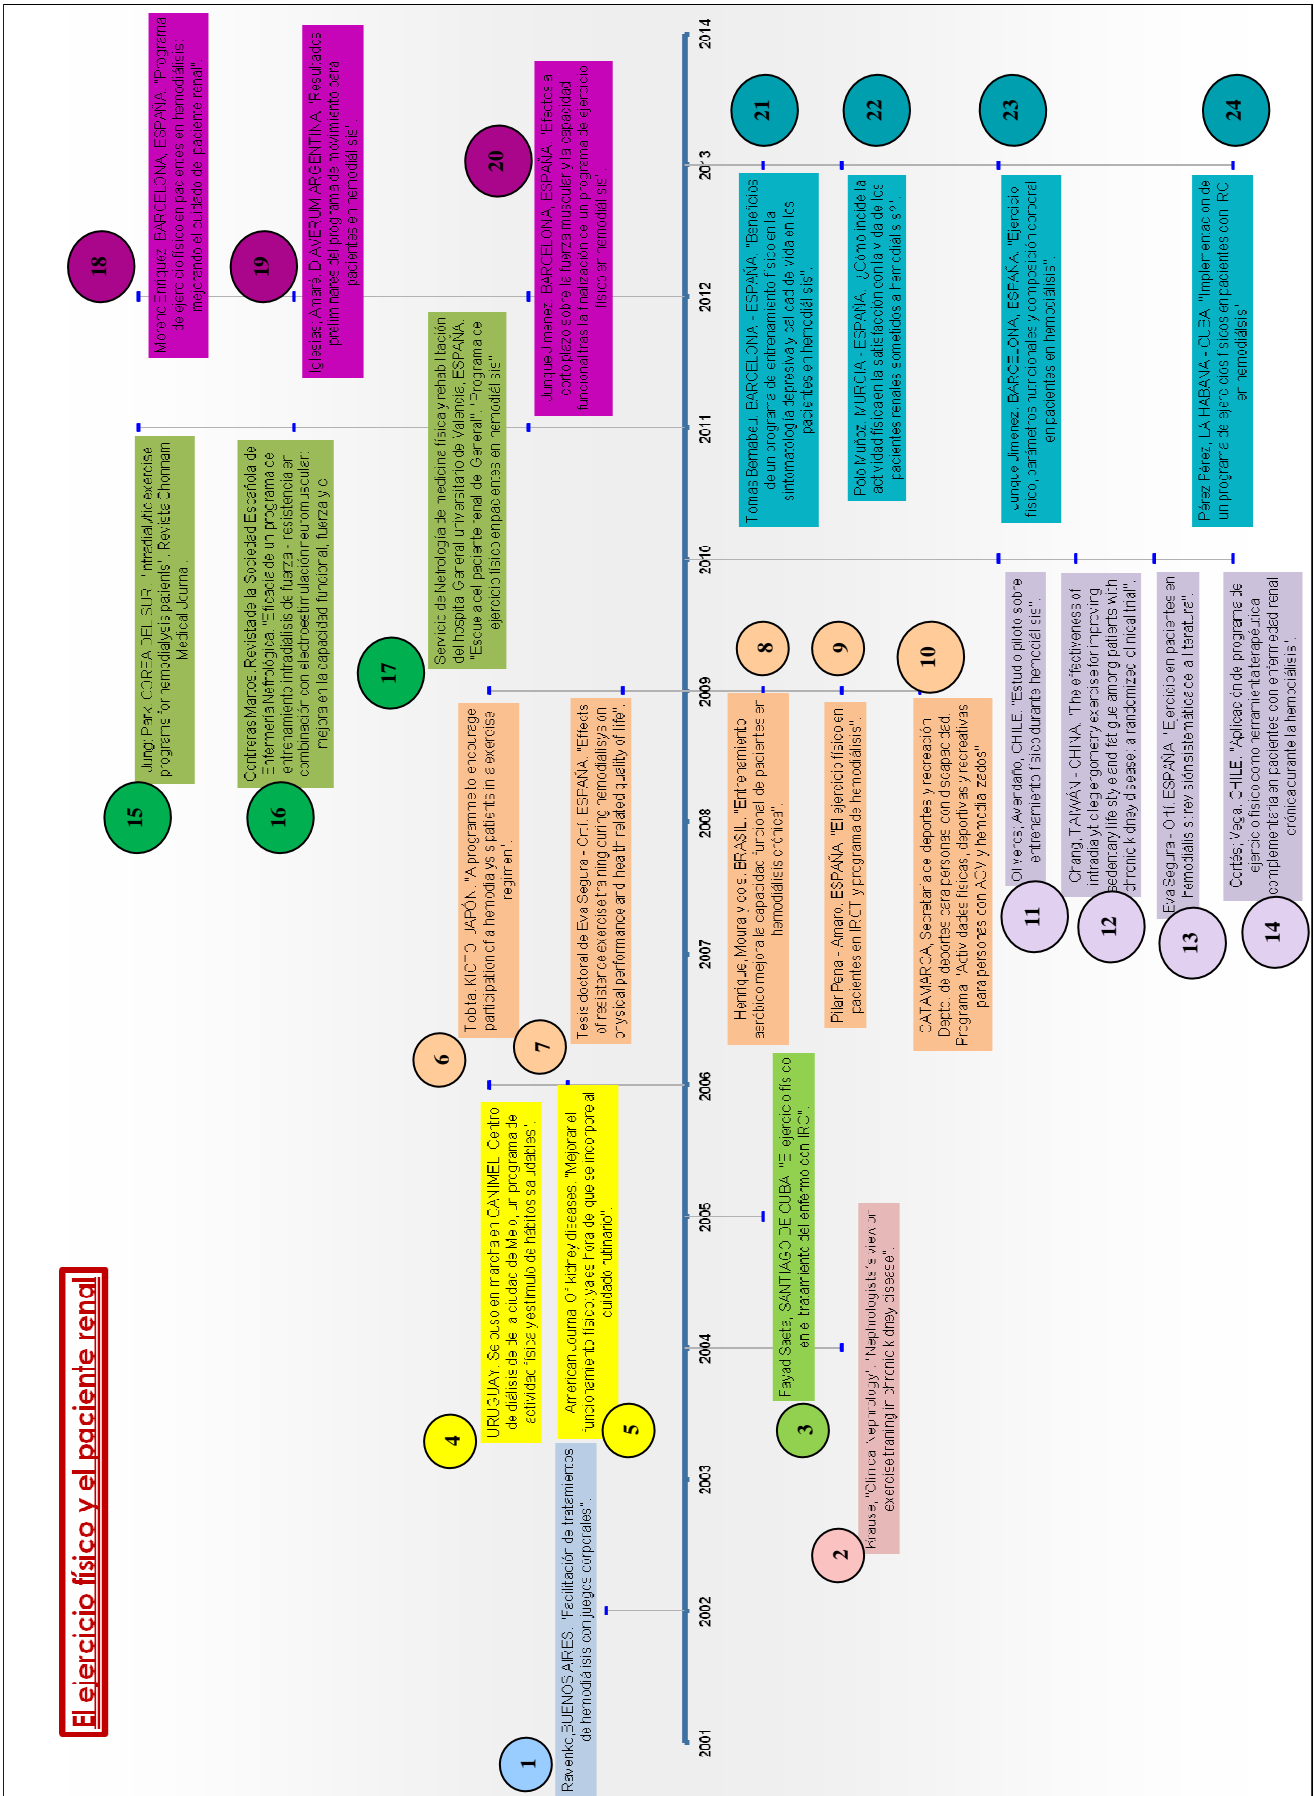 El ejercicio físico y el paciente renal
1
Ravenko, BUENOS AIRES. "Facilitación de tratamientos
de hemodiálisis con juegos corporales".
2
Krause, "Clinical Nephrology". "Nephrologists's view on
exercise training in chronic kidney disease".
3
Fayad Saeta, SANTIAGO DE CUBA. "El ejercicio físico
en el tratamiento del enfermo con IRC".
4
URUGUAY. Se puso en marcha en CANIMEL, Centro
de diálisis de de la ciudad de Melo, un programa de
actividad física y estímulo de hábitos saludables".
5
American Journal Of kidney diseases. "Mejorar el
funcionamiento físico: ya es hora de que se incorpore al
cuidado rutinario".
6
Tobita, KIOTO - JAPÓN. "A programme to encourage
participation of a hemodialysis patients in a exercise
regimen".
7
Tesis doctoral de Eva Segura - Ortí. ESPAÑA. "Effects
of resistance exercise training during hemodialisys on
physical performance and health related quality of life".
8
Henrique, Moura y cols. BRASIL. "Entrenamiento
aeróbico mejora la capacidad funcional de pacientes en
hemodiálisis crónica".
9
Pilar Pena - Amaro. ESPAÑA. "El ejercicio físico en
pacientes en IRCT y programa de hemodiálisis".
10
CATAMARCA, Secretaría de deportes y recreación.
Depto. de deportes para personas con discapacidad.
Programa: "Actividades físicas, deportivas y recreativas
para personas con ACV y hemodializados"
11
Oliveros; Avendaño, CHILE. "Estudio piloto sobre
entrenamiento físico durante hemodiálisis".
12
Chang, TAIWAN - CHINA. "The effectiveness of
intradialytic leg ergometry exercise for improving
sedentary life style and fatigue among patients with
chronic kidney disease: a randomized clinical trial".
13
Eva Segura - Ortí. ESPAÑA. "Ejercicio en pacientes en
hemodiálisis: revisión sistemática de la literatura".
14
Cortés; Vega, CHILE. "Aplicación de programa de
ejercicio físico como herramienta terapéutica
complementaria en pacientes con enfermedad renal
crónica durante la hemodiálisis".
15
Jung; Park, COREA DEL SUR. "Intradialytic exercise
programs for hemodialysis patients". Revista Chonnam
Medical Journal.
16
Contreras Martos. Revista de la Sociedad Española de
Enfermería Nefrológica. "Eficacia de un programa de
entrenamiento intradiálisis de fuerza - resistencia en
combinación con electroestimulación neuromuscular:
mejora en la capacidad funcional, fuerza y c
17
Servicio de Nefrología de medicina física y rehabilitación
del hospital General universitario de Valencia, ESPAÑA.
"Escuela del paciente renal de General". "Programa de
ejercicio físico en pacientes en hemodiálisis"
18
Moreno Enriquez. BARCELONA, ESPAÑA. "Programa
de ejercicio físico en pacientes en hemodiálisis:
mejorando el cuidado del paciente renal".
19
Iglesias; Amaré. DIAVERUM ARGENTINA. "Resultados
preliminares del programa de movimiento para
pacientes en hemodiálisis".
20
Junque Jimenez. BARCELONA, ESPAÑA. "Efectos a
corto plazo sobre la fuerza muscular y la capacidad
funcional tras la finalización de un programa de ejercicio
físico en hemodiálisis".
21
Tomas Bernabeu. BARCELONA - ESPAÑA. "Beneficios
de un programa de entrenamiento físico en la
sintomatología depresiva y calidad de vida en los
pacientes en hemodiálisis".
22
Polo Muñoz. MURCIA - ESPAÑA. "¿Cómo incide la
actividad física en la satisfacción con la vida de los
pacientes renales sometidos a hemodiálisis?".
23
Junque Jimenez. BARCELONA, ESPAÑA. "Ejercicio
físico, parámetros nutricionales y composición corporal
en pacientes en hemodiálisis".
24
Pérez Pérez, LA HABANA - CUBA. "Implementación de
un programa de ejercicios físicos en pacientes con IRC
en hemodiálisis"
2001
2002
2003
2004
2005
2006
2007
2008
2009
2010
2011
2012
2013
2014